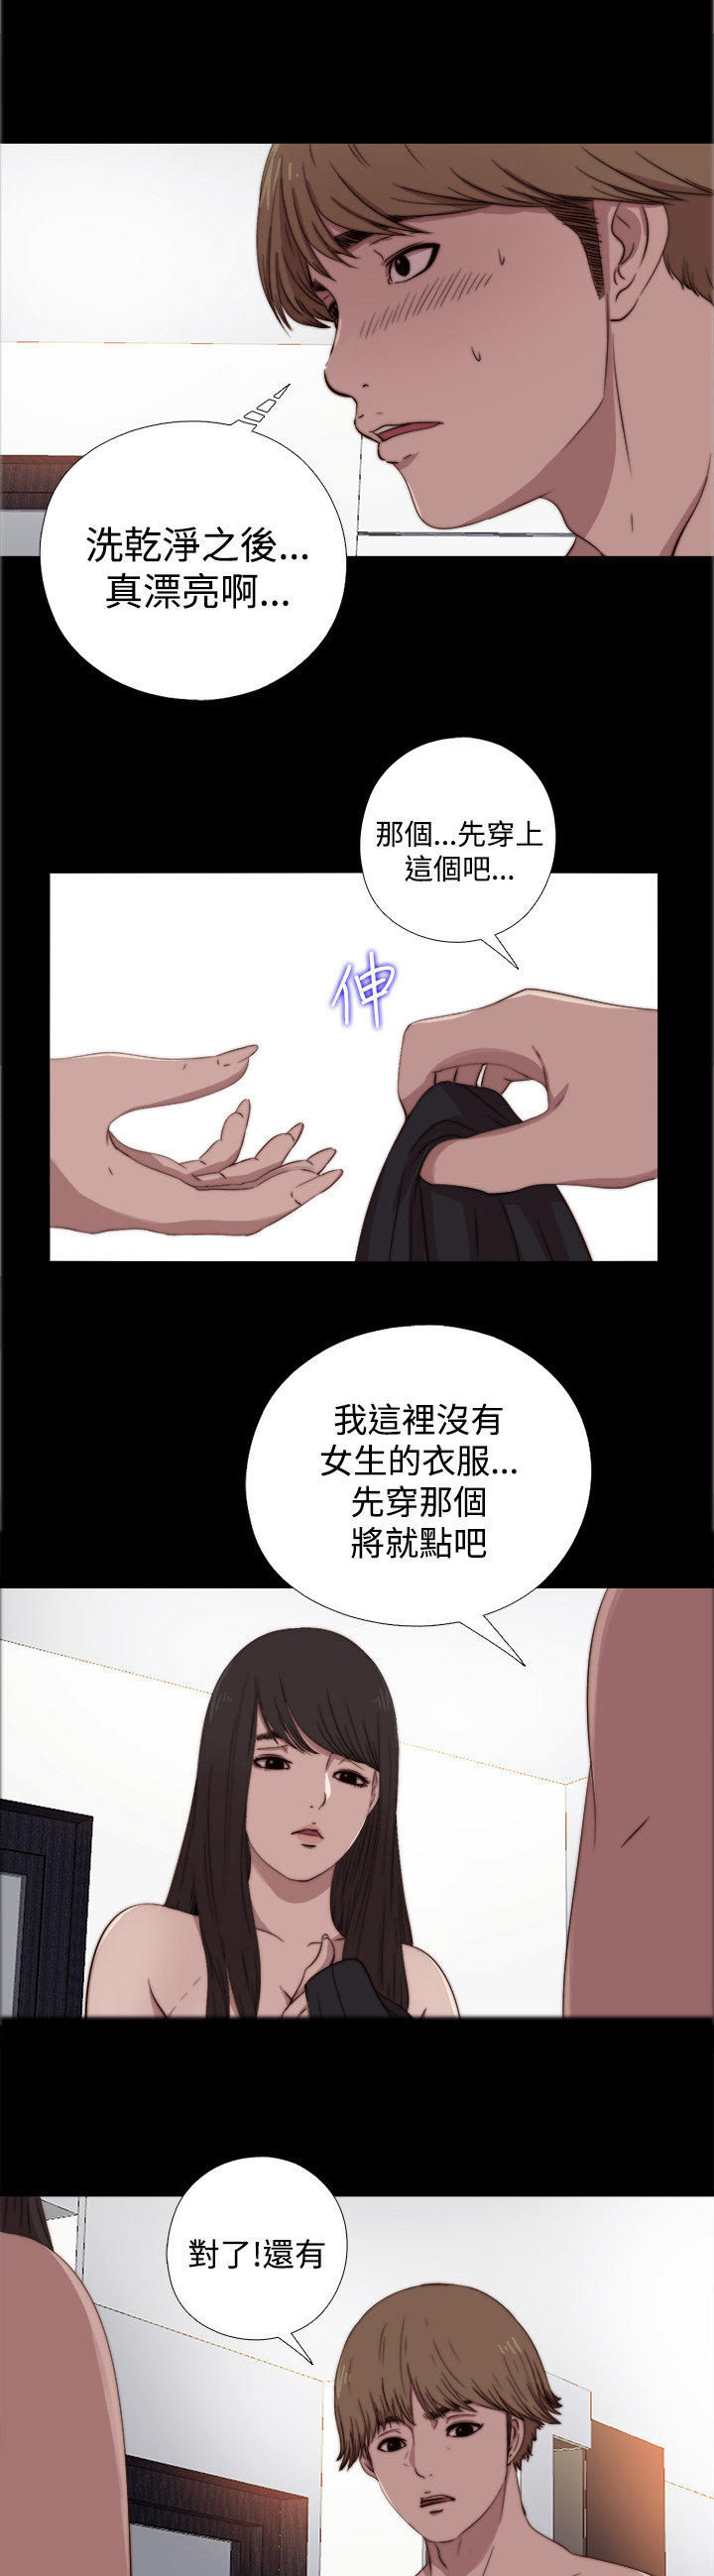 洗乾淨之後...
真漂亮啊...
那個...先穿上
這個吧...
伸
我這裡沒有
女生的衣服...
先穿那個
將就點吧
對了!還有